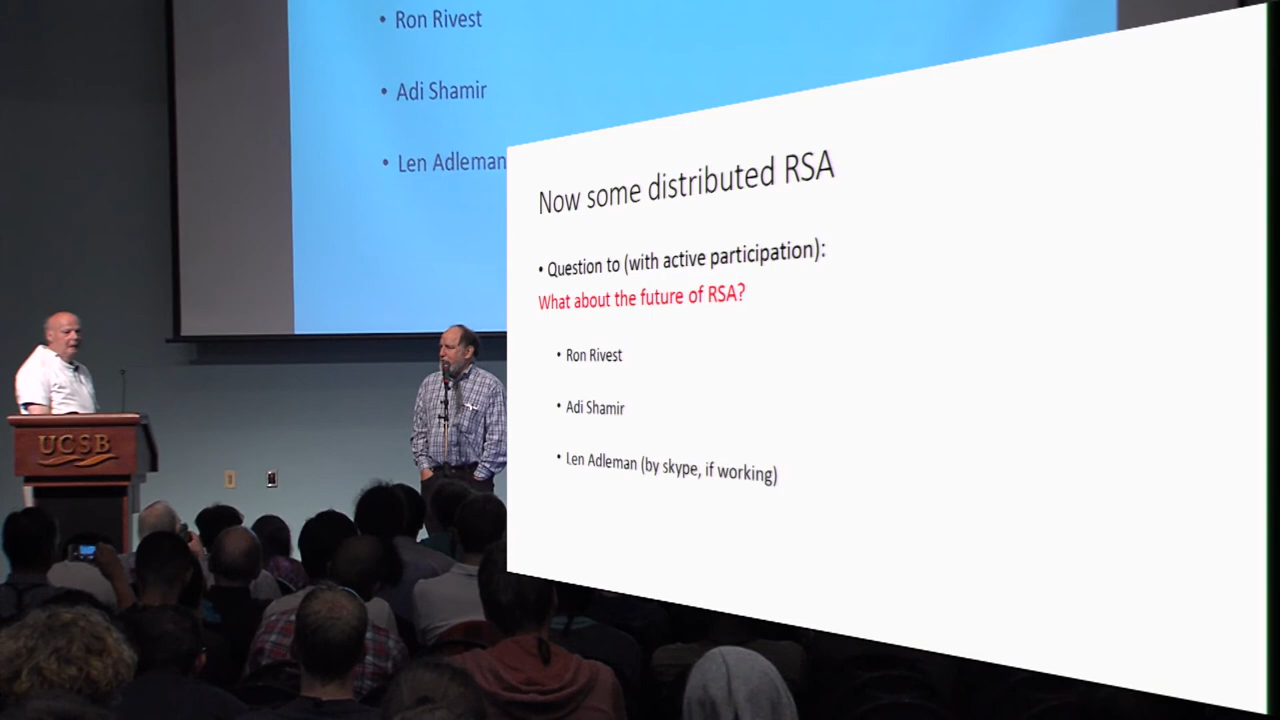 • Ron Rivest
• Adi Shamir
• Len Adleman
Now some distributed RSA
• Question to (with active participation):
What about the future of RSA?
• Ron Rivest
• Adi Shamir
• Len Adleman (by skype, if working)
UCSB